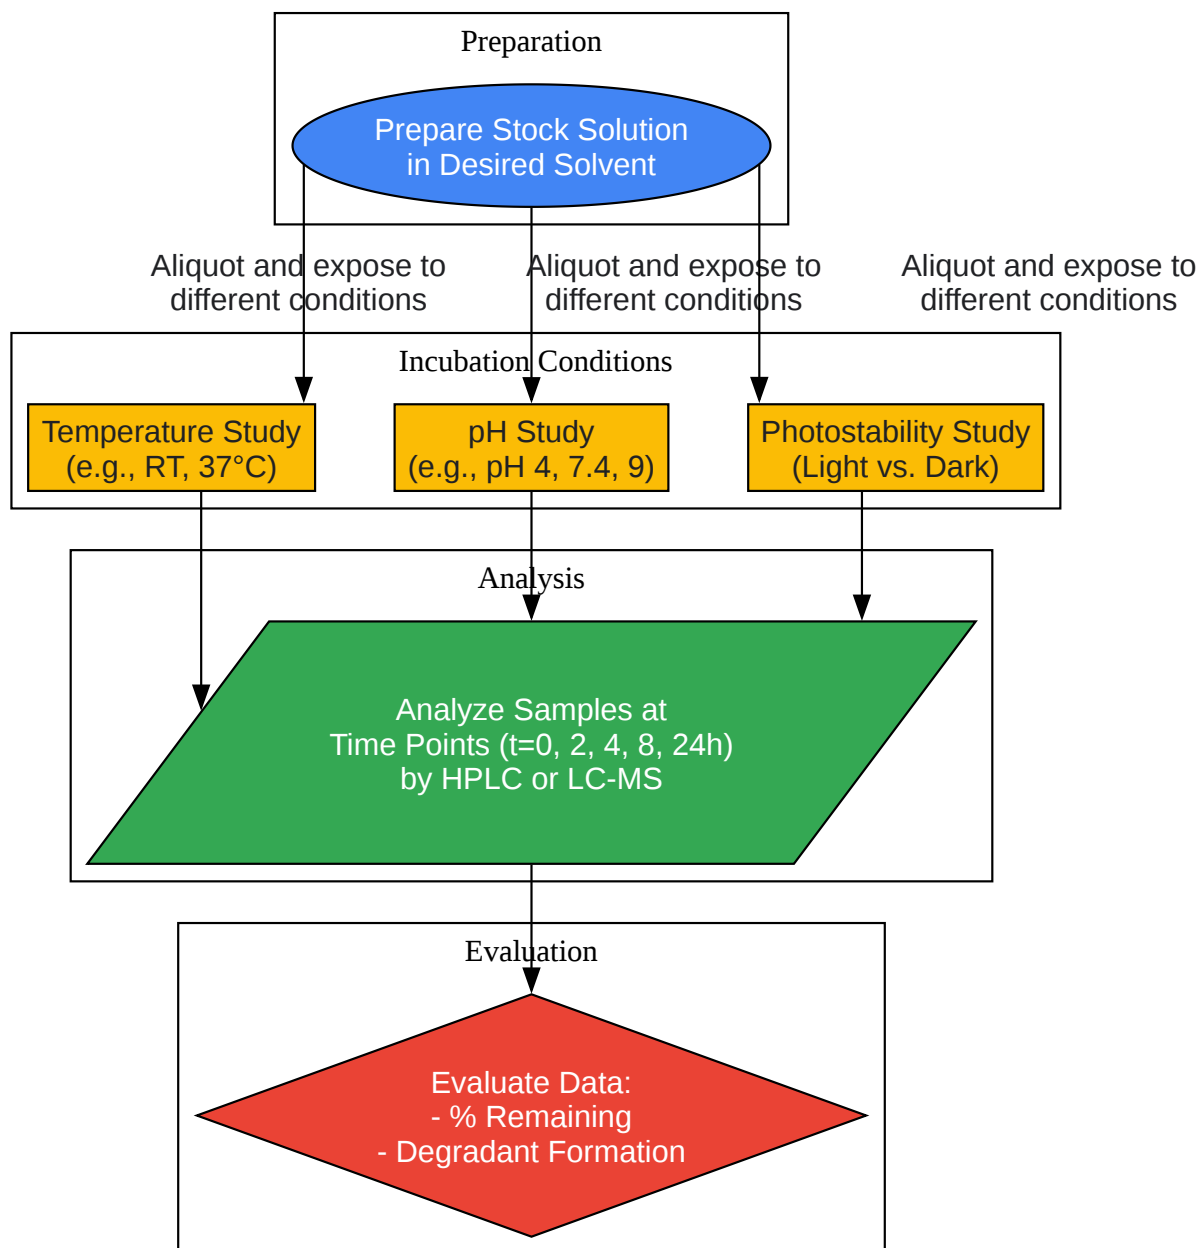 Preparation
Prepare Stock Solution
in Desired Solvent
Aliquot and expose to
different conditions
Aliquot and expose to
different conditions
Aliquot and expose to
different conditions
Incubation Conditions
Temperature Study
(e.g., RT, 37°C)
pH Study
(e.g., pH 4, 7.4, 9)
Photostability Study
(Light vs. Dark)
Analysis
Analyze Samples at
Time Points (t=0, 2, 4, 8, 24h)
by HPLC or LC-MS
Evaluation
Evaluate Data:
- % Remaining
- Degradant Formation